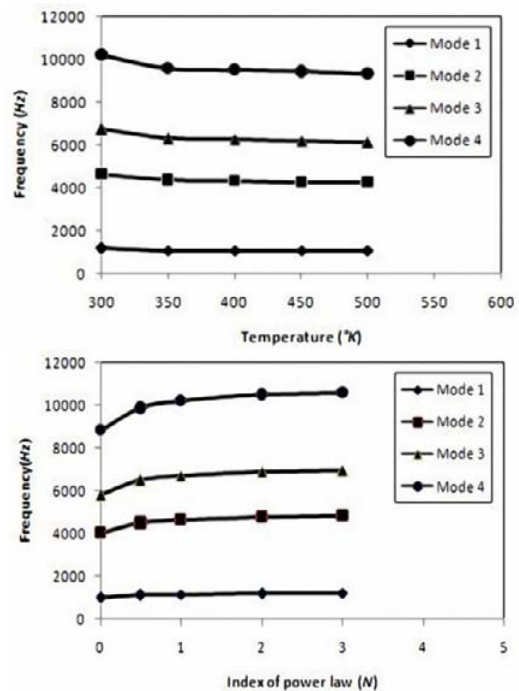 12000
10000
8000
6000
4000
2000
0
Frequency (Hz)
300 350 400 450 500 550 600
Temperature (°K)
Mode 1
Mode 2
Mode 3
Mode 4
12000
10000
8000
6000
4000
2000
0
Frequency(Hz)
0 1 2 3 4 5
Index of power law (N)
Mode 1
Mode 2
Mode 3
Mode 4